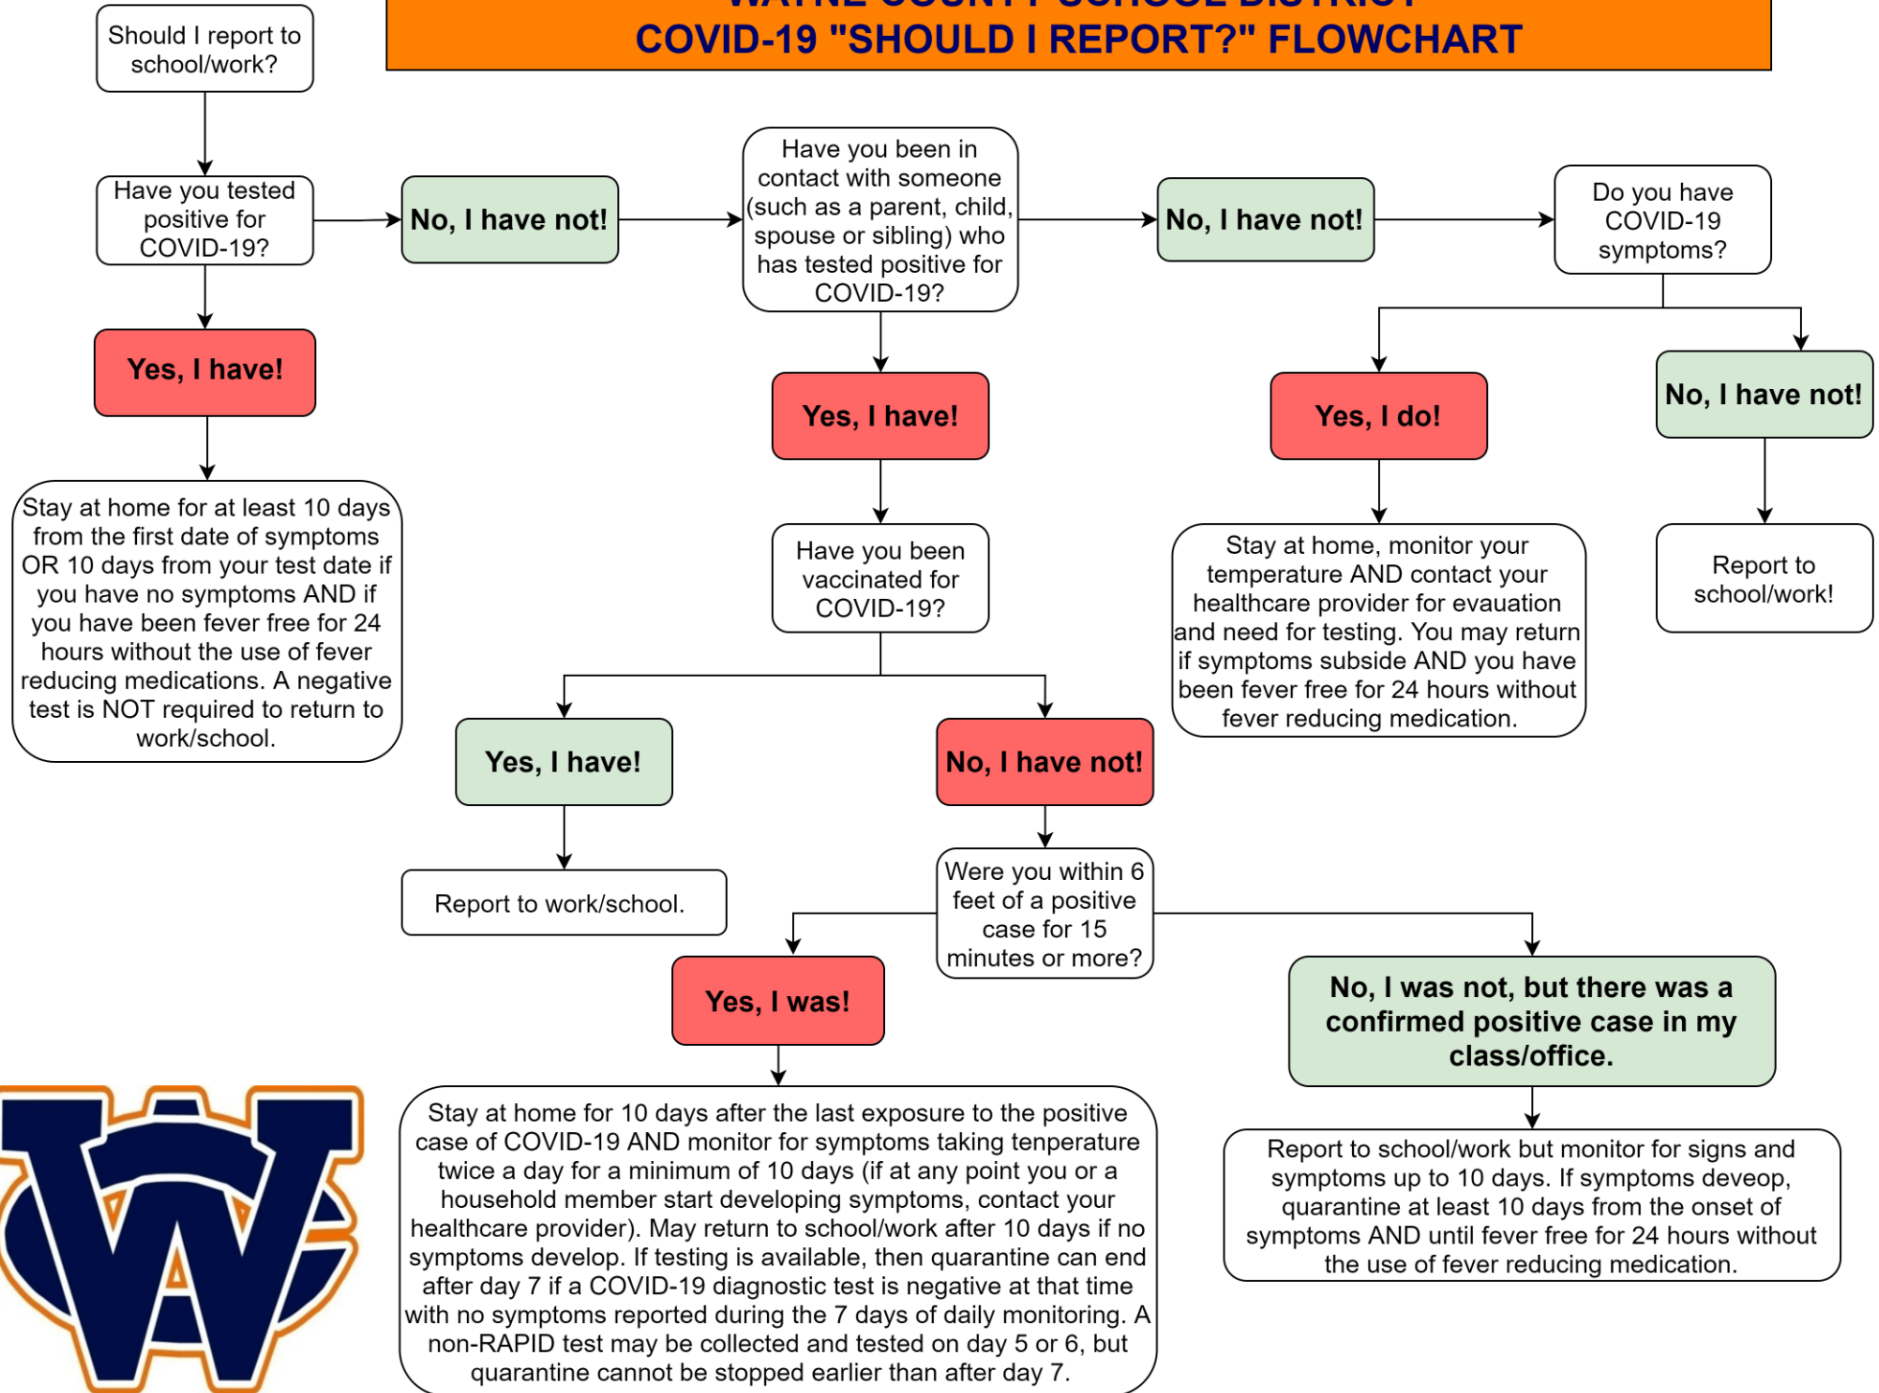 WAYNE COUNTY SCHOOL DISTRICT
COVID-19 "SHOULD I REPORT?" FLOWCHART
Should I report to
school/work?
Have you tested
positive for
COVID-19?
No, I have not!
Have you been in
contact with someone
(such as a parent, child,
spouse or sibling) who
has tested positive for
COVID-19?
No, I have not!
Do you have
COVID-19
symptoms?
Yes, I have!
Yes, I have!
Yes, I do!
No, I have not!
Stay at home for at least 10 days
from the first date of symptoms
OR 10 days from your test date if
you have no symptoms AND if
you have been fever free for 24
hours without the use of fever
reducing medications. A negative
test is NOT required to return to
work/school.
Have you been
vaccinated for
COVID-19?
Stay at home, monitor your
temperature AND contact your
healthcare provider for evauation
and need for testing. You may return
if symptoms subside AND you have
been fever free for 24 hours without
fever reducing medication.
Report to
school/work!
Yes, I have!
No, I have not!
Report to work/school.
Were you within 6
feet of a positive
case for 15
minutes or more?
Yes, I was!
No, I was not, but there was a
confirmed positive case in my
class/office.
Stay at home for 10 days after the last exposure to the positive
case of COVID-19 AND monitor for symptoms taking tenperature
twice a day for a minimum of 10 days (if at any point you or a
household member start developing symptoms, contact your
healthcare provider). May return to school/work after 10 days if no
symptoms develop. If testing is available, then quarantine can end
after day 7 if a COVID-19 diagnostic test is negative at that time
with no symptoms reported during the 7 days of daily monitoring. A
non-RAPID test may be collected and tested on day 5 or 6, but
quarantine cannot be stopped earlier than after day 7.
Report to school/work but monitor for signs and
symptoms up to 10 days. If symptoms deveop,
quarantine at least 10 days from the onset of
symptoms AND until fever free for 24 hours without
the use of fever reducing medication.
WC